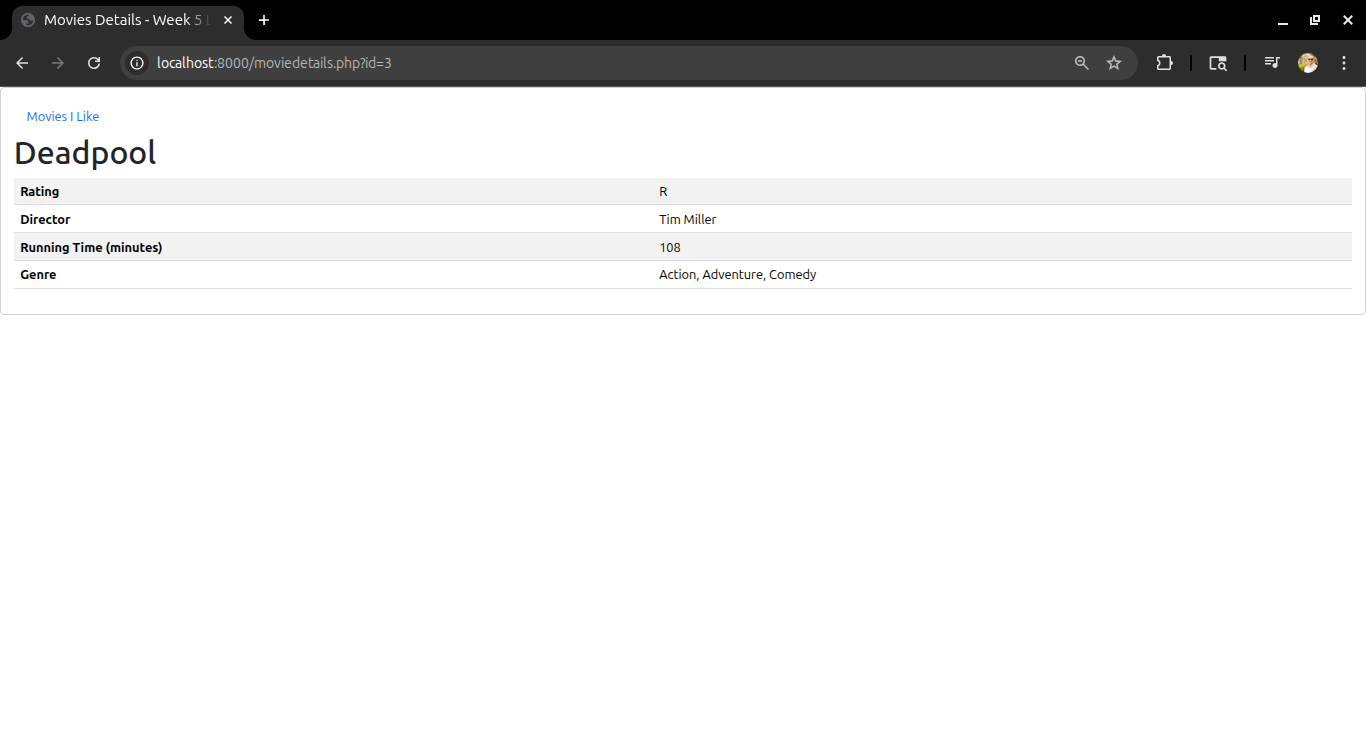 Movies Details - Week 5
localhost:8000/moviedetails.php?id=3
Movies I Like
Deadpool
Rating R
Director Tim Miller
Running Time (minutes) 108
Genre Action, Adventure, Comedy